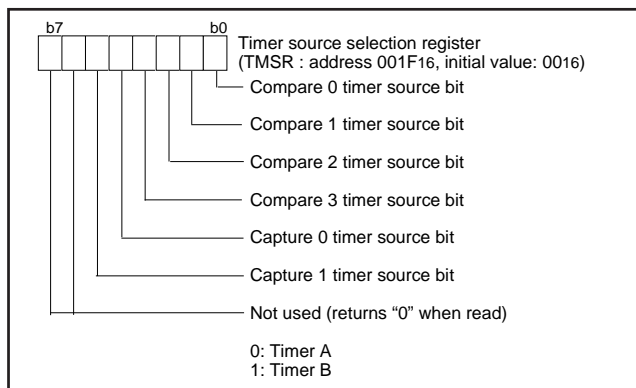 b7 b0
Timer source selection register
(TMSR : address 001F16, initial value: 0016)
Compare 0 timer source bit
Compare 1 timer source bit
Compare 2 timer source bit
Compare 3 timer source bit
Capture 0 timer source bit
Capture 1 timer source bit
Not used (returns “0” when read)
0: Timer A
1: Timer B